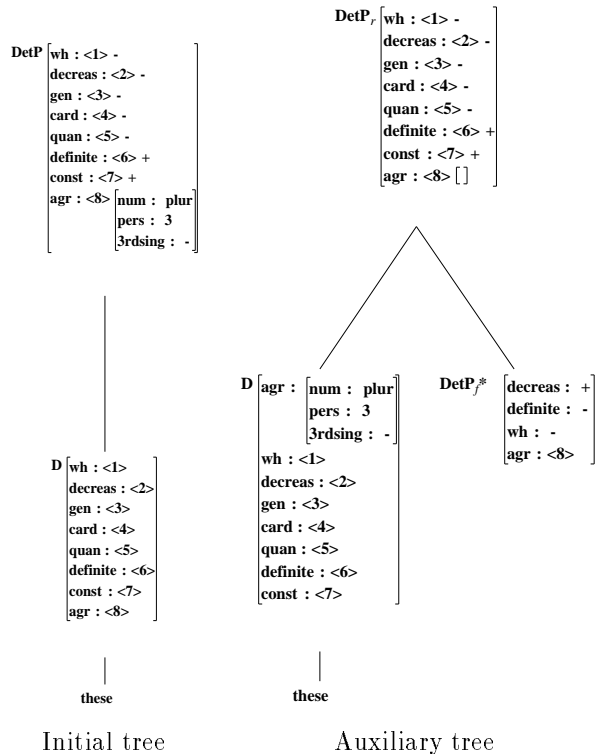 DetP wh : <1> -
decreas : <2> -
gen : <3> -
card : <4> -
quan : <5> -
definite : <6> +
const : <7> +
agr : <8> num : plur
pers : 3
3rdsing : -
D wh : <1>
decreas : <2>
gen : <3>
card : <4>
quan : <5>
definite : <6>
const : <7>
agr : <8>
these
Initial tree
DetPr wh : <1> -
decreas : <2> -
gen : <3> -
card : <4> -
quan : <5> -
definite : <6> +
const : <7> +
agr : <8> []
D agr : num : plur
pers : 3
3rdsing : -
wh : <1>
decreas : <2>
gen : <3>
card : <4>
quan : <5>
definite : <6>
const : <7>
these
DetPf* decreas : +
definite : -
wh : -
agr : <8>
Auxiliary tree